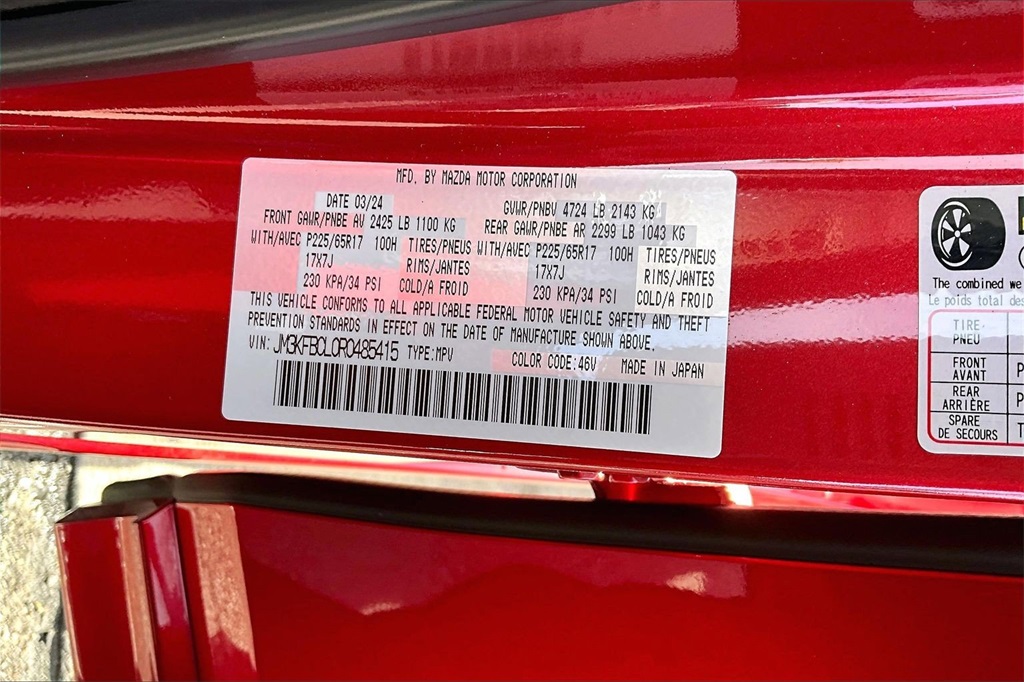 MFD. BY MAZDA MOTOR CORPORATION
DATE 03/24 GVWR/PNBV 4724 LB 2143 KG
FRONT GAWR/PNBE AV 2425 LB 1100 KG REAR GAWR/PNBE AR 2299 LB 1043 KG
WITH/AVEC P225/65R17 100H TIRES/PNEUS WITH/AVEC P225/65R17 100H TIRES/PNEUS
17X7J RIMS/JANTES 17X7J RIMS/JANTES
230 KPA/34 PSI COLD/A FROID 230 KPA/34 PSI COLD/A FROID
THIS VEHICLE CONFORMS TO ALL APPLICABLE FEDERAL MOTOR VEHICLE SAFETY AND THEFT
PREVENTION STANDARDS IN EFFECT ON THE DATE OF MANUFACTURE SHOWN ABOVE.
VIN: JM3KFBCL0R0485415 TYPE:MPV COLOR CODE:46V MADE IN JAPAN
The combined we
Le poids total des
TIRE-
PNEU
FRONT
AVANT P
REAR
ARRIÈRE P
SPARE
DE SECOURS T